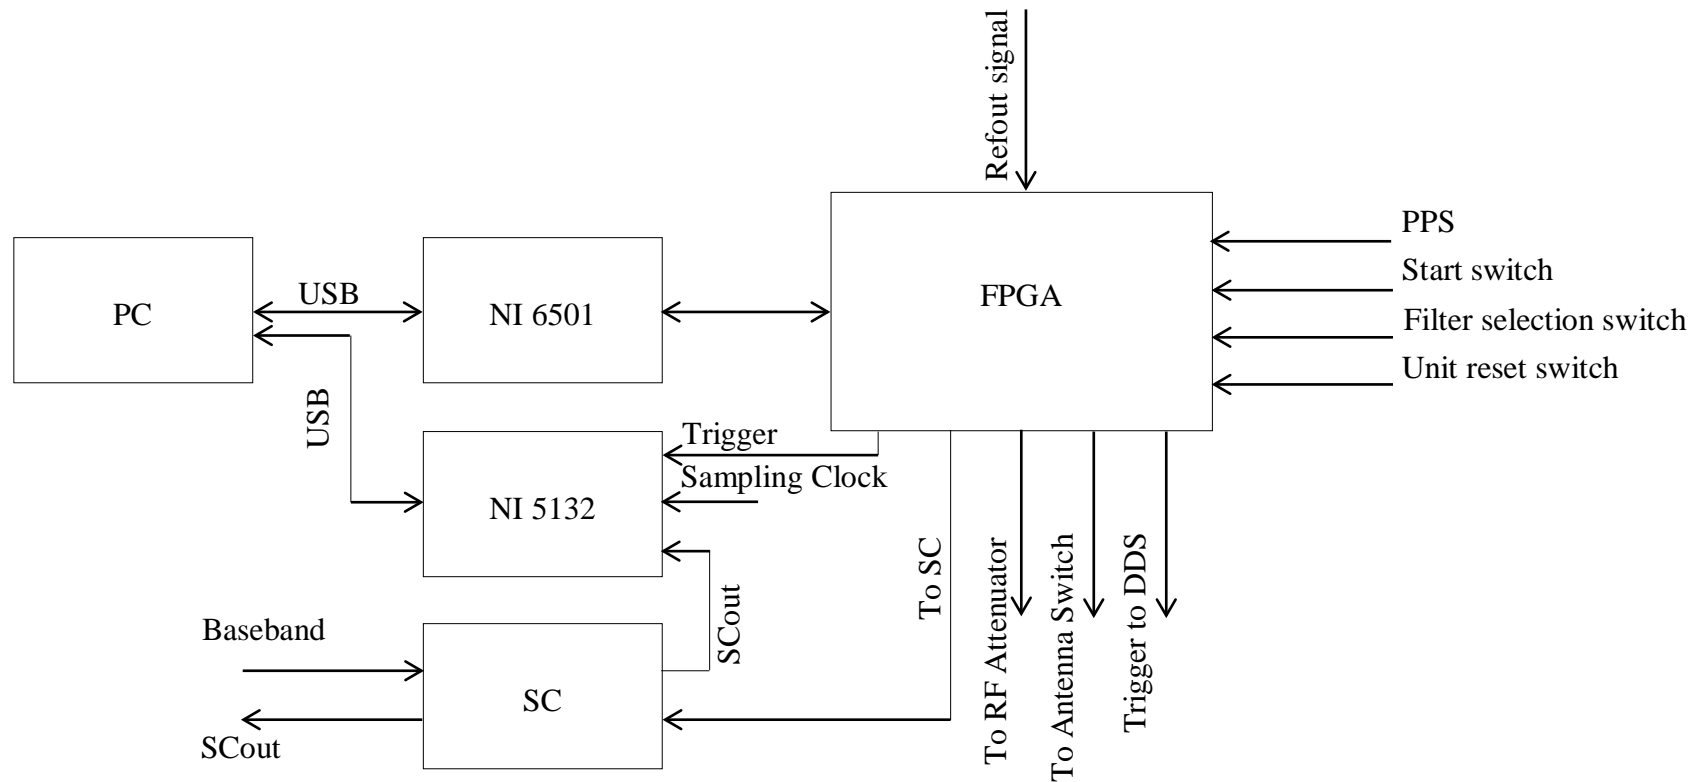 Refout signal
PPS
Start switch
Filter selection switch
Unit reset switch
FPGA
PC
USB
NI 6501
USB
NI 5132
Trigger
Sampling Clock
SCout
To SC
To RF Attenuator
To Antenna Switch
Trigger to DDS
Baseband
SC
SCout